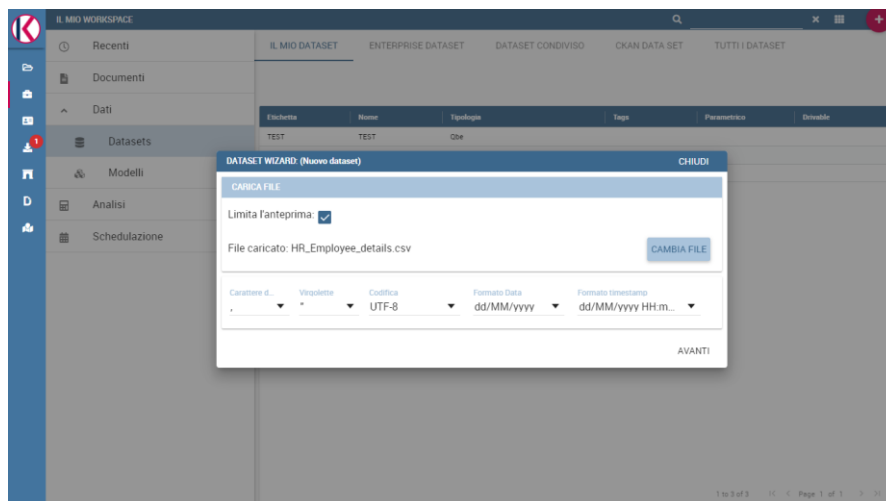 IL MIO WORKSPACE
Recenti
Documenti
Dati
Datasets
Modelli
Analisi
Schedulazione
1
D
IL MIO DATASET ENTERPRISE DATASET DATASET CONDIVISO CKAN DATA SET TUTTI I DATASET
Etichetta Nome Tipologia Tags Parametrico Drivable
TEST TEST Qbe
DATASET WIZARD: (Nuovo dataset) CHIUDI
CARICA FILE
Limita l'anteprima:
File caricato: HR_Employee_details.csv CAMBIA FILE
Carattere d... Virgolette Codifica Formato Data Formato timestamp
, " UTF-8 dd/MM/yyyy dd/MM/yyyy HH:m...
AVANTI
1 to 3 of 3 Page 1 of 1